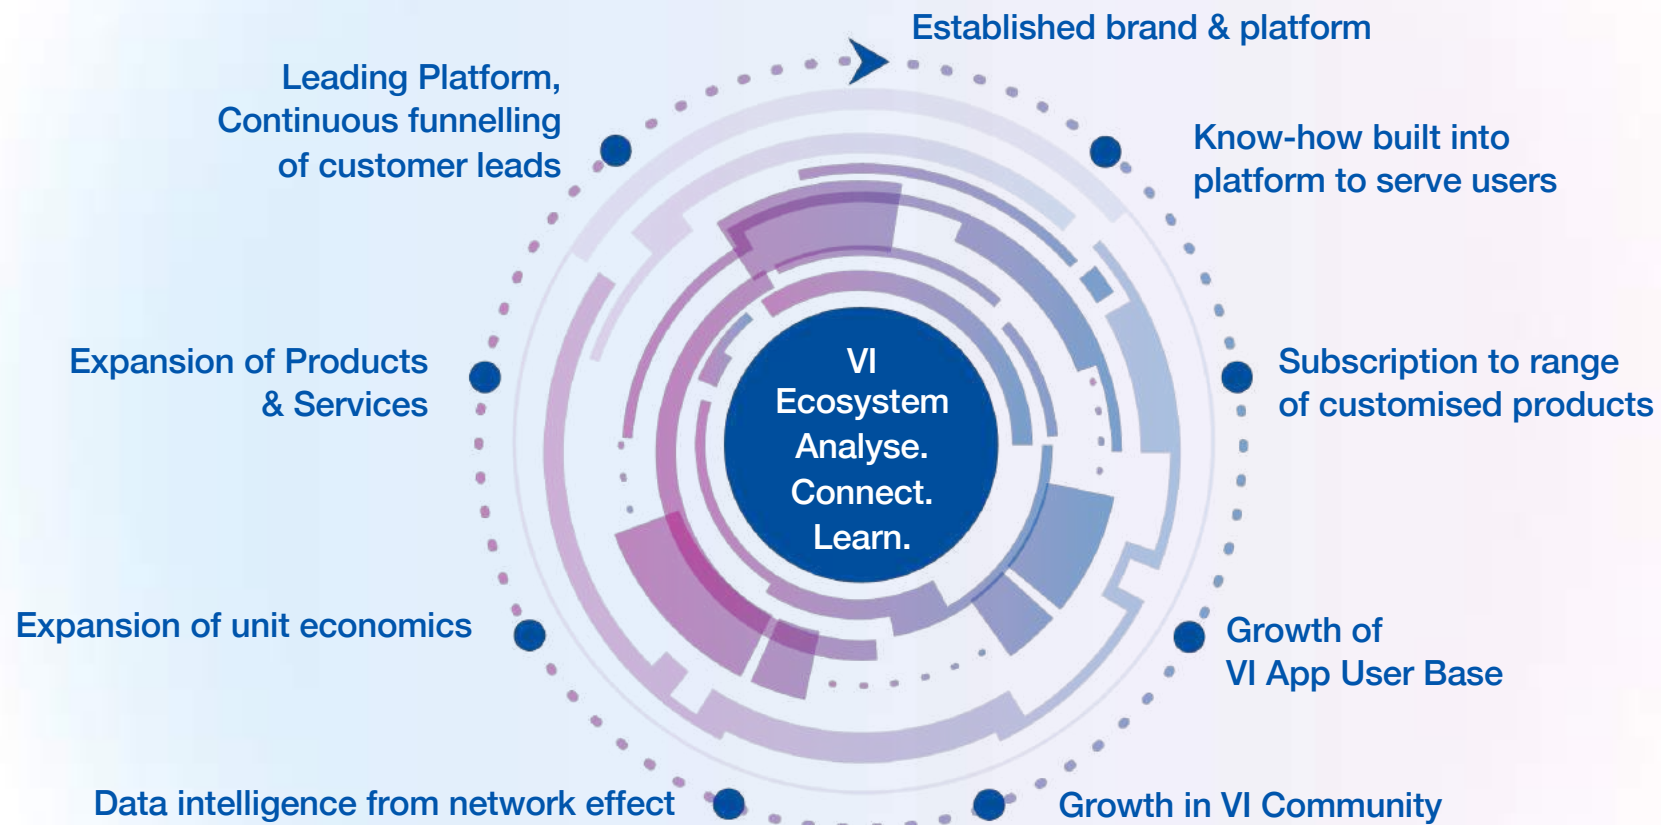 Established brand & platform
Leading Platform,
Continuous funnelling
of customer leads
Know-how built into
platform to serve users
Expansion of Products
& Services
VI
Ecosystem
Analyse.
Connect.
Learn.
Subscription to range
of customised products
Expansion of unit economics
Growth of
VI App User Base
Data intelligence from network effect
Growth in VI Community